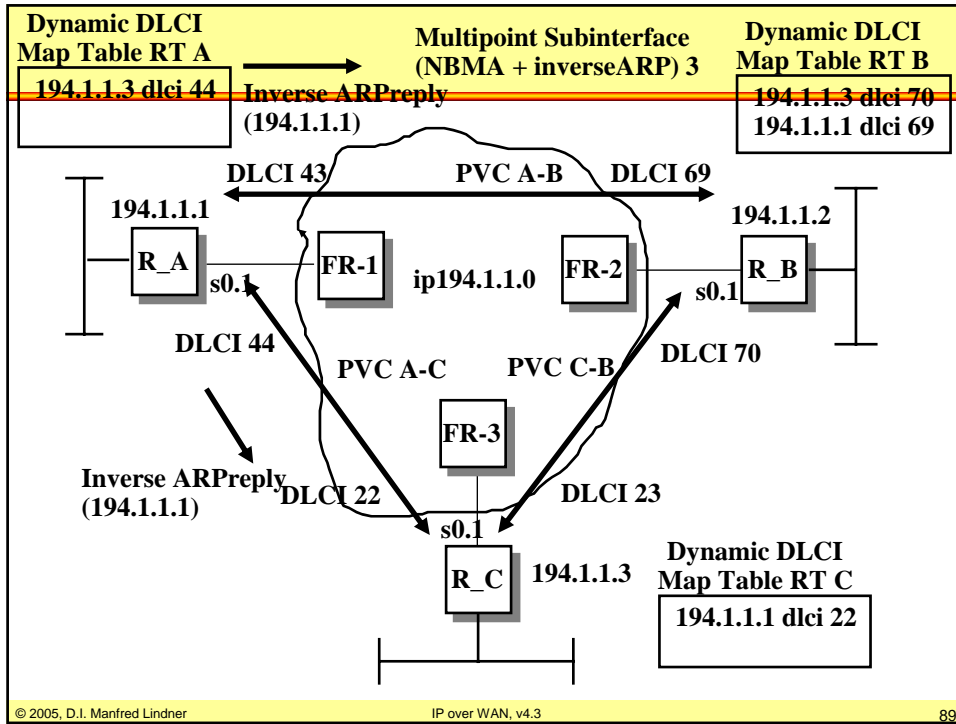 Dynamic DLCI
Map Table RT A
194.1.1.3 dlci 44
Multipoint Subinterface
(NBMA + inverseARP) 3
Inverse ARPreply
(194.1.1.1)
Dynamic DLCI
Map Table RT B
194.1.1.3 dlci 70
194.1.1.1 dlci 69
DLCI 43
PVC A-B
DLCI 69
194.1.1.1
194.1.1.2
R_A
FR-1
ip194.1.1.0
FR-2
R_B
s0.1
s0.1
DLCI 44
DLCI 70
PVC A-C
PVC C-B
FR-3
Inverse ARPreply
(194.1.1.1)
DLCI 22
DLCI 23
s0.1
R_C
194.1.1.3
Dynamic DLCI
Map Table RT C
194.1.1.1 dlci 22
© 2005, D.I. Manfred Lindner
IP over WAN, v4.3
89